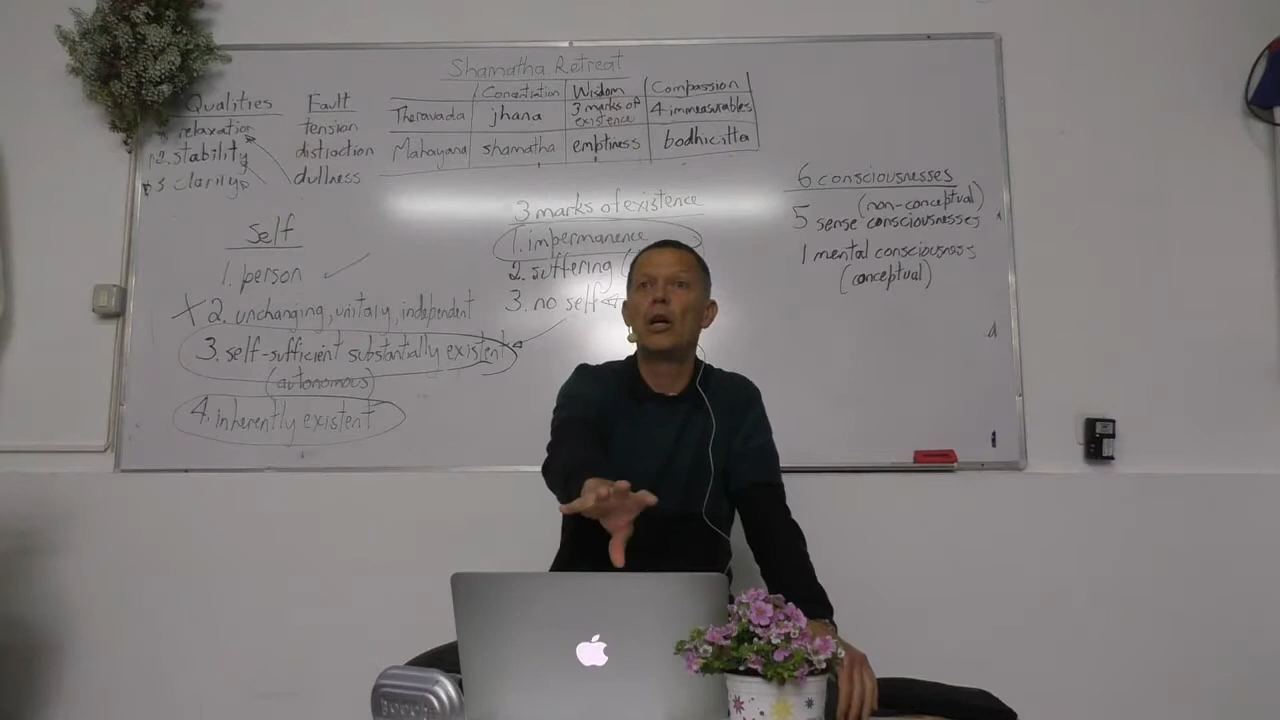 Shamatha Retreat
Concentration Wisdom Compassion
Theravada jhana 3 marks of existence 4 immeasurables
Mahayana shamatha emptiness bodhicitta
Qualities Fault
1 relaxation tension
2. stability distraction
3 clarity dullness
Self
1. person ✓
X 2. unchanging, unitary, independent
3. self-sufficient substantially existent
(autonomous)
4. inherently existent
3 marks of existence
1. impermanence
2. suffering (
3. no self
6 consciousnesses
(non-conceptual)
5 sense consciousnesses
1 mental consciousness
(conceptual)